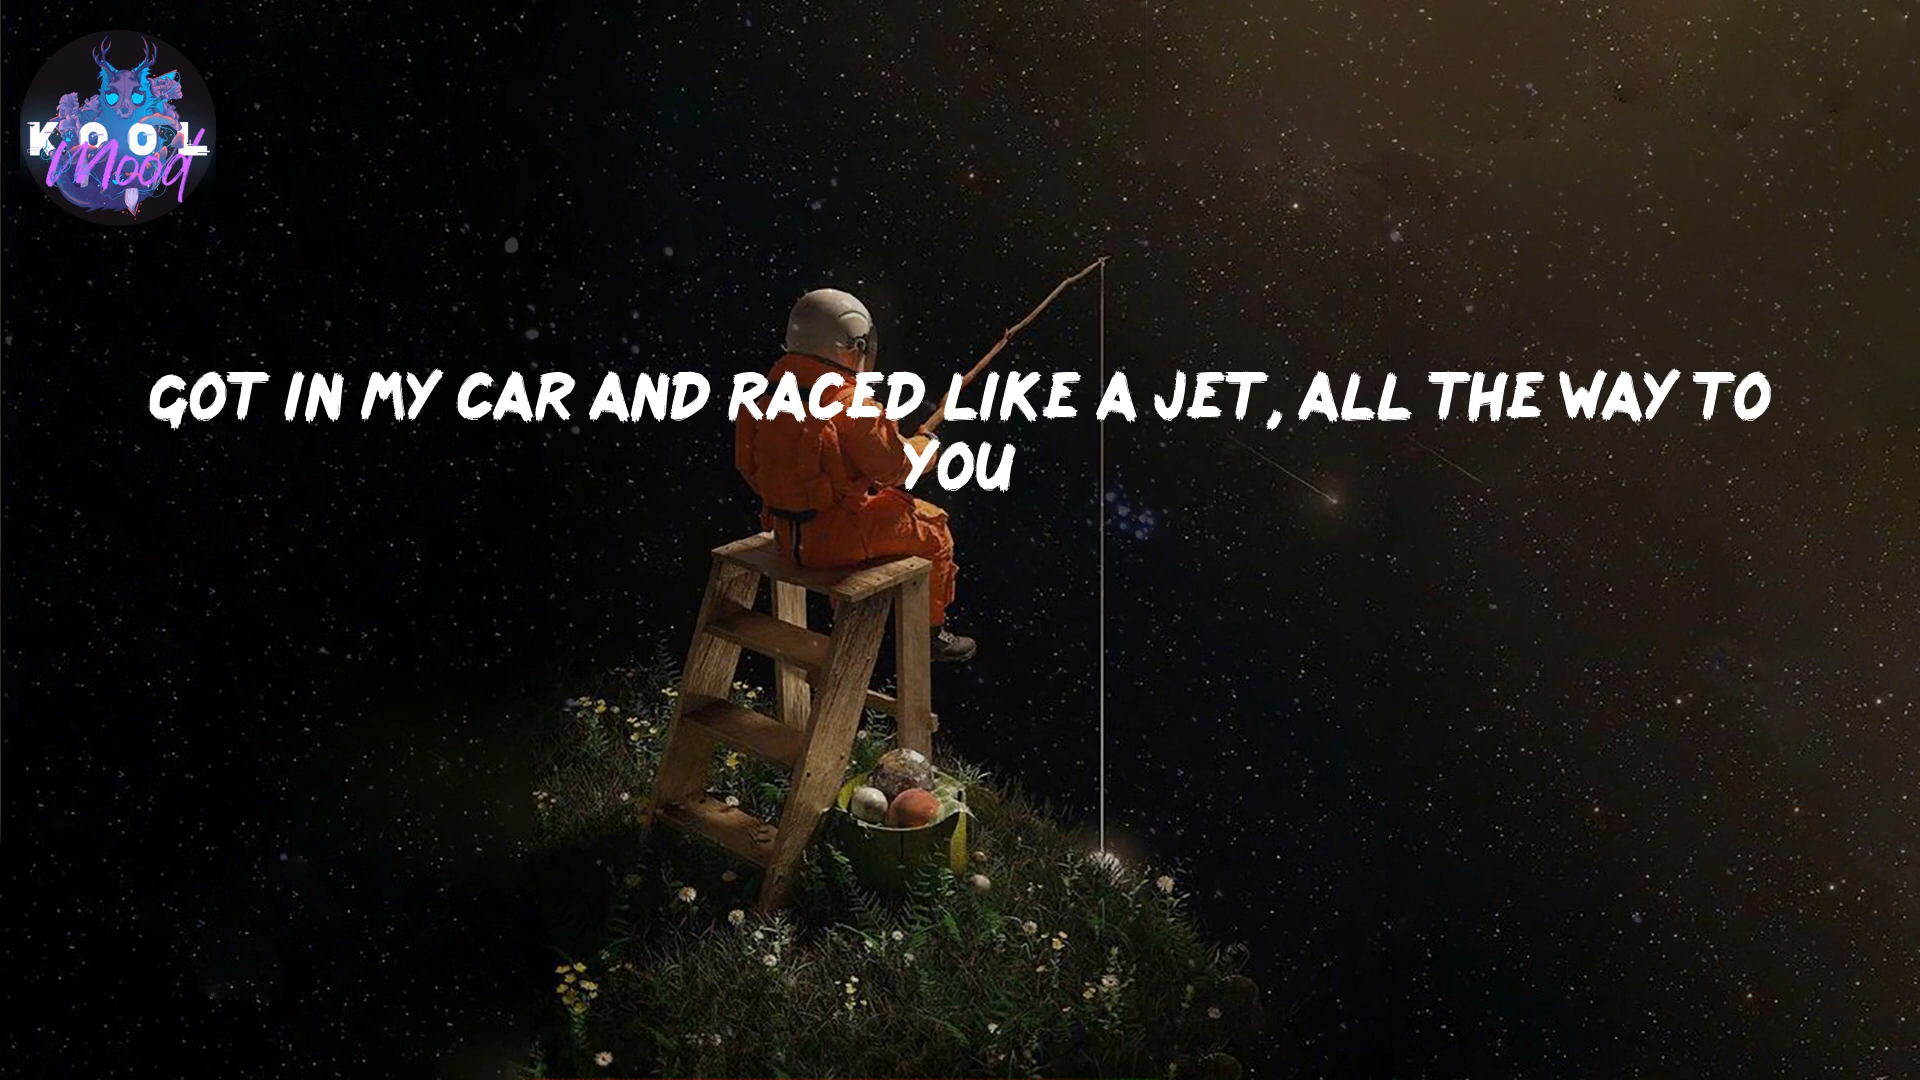 KOOL
Mood
GOT IN MY CAR AND RACED LIKE A JET, ALL THE WAY TO
YOU